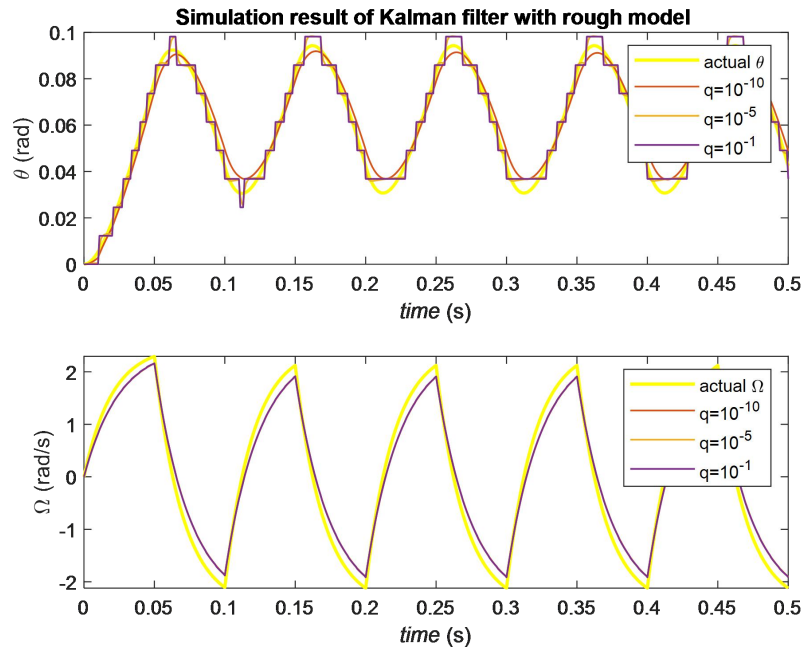 Simulation result of Kalman filter with rough model
0.1
0.08
0.06
0.04
0.02
0
θ (rad)
actual θ
q=10^-10
q=10^-5
q=10^-1
0 0.05 0.1 0.15 0.2 0.25 0.3 0.35 0.4 0.45 0.5
time (s)
2
1
0
-1
-2
Ω (rad/s)
actual Ω
q=10^-10
q=10^-5
q=10^-1
0 0.05 0.1 0.15 0.2 0.25 0.3 0.35 0.4 0.45 0.5
time (s)